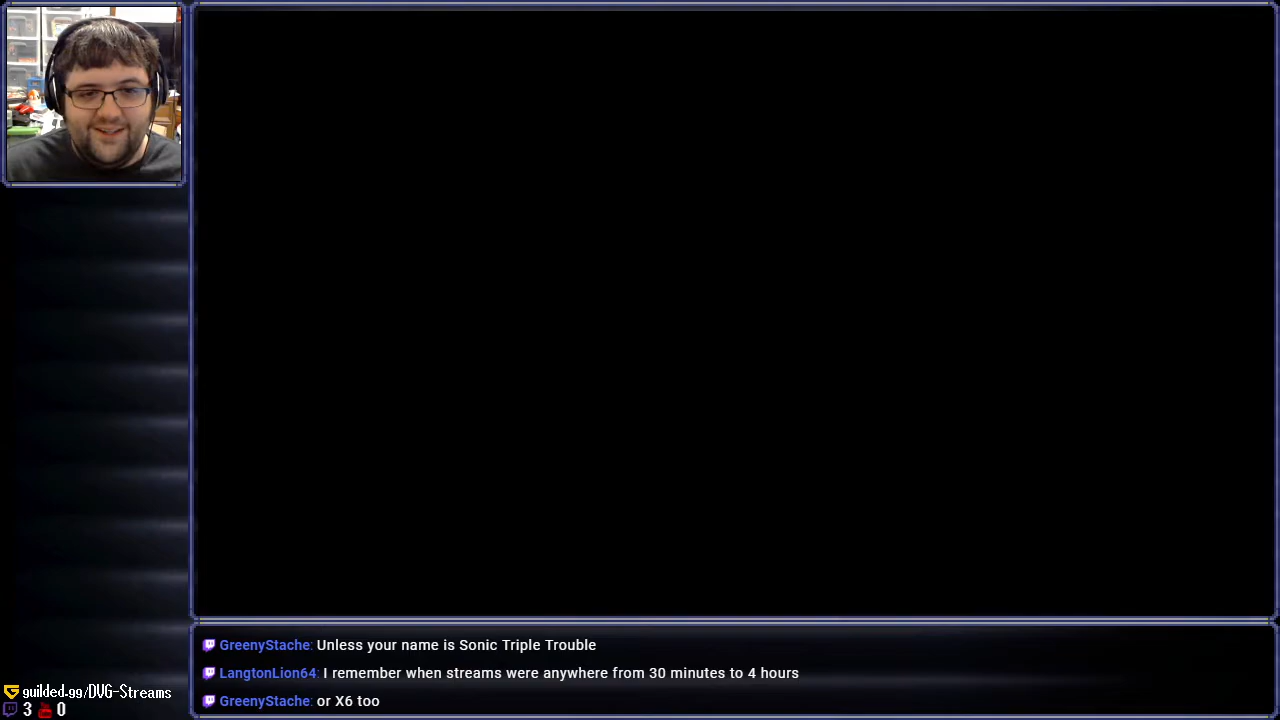 GreenyStache: Unless your name is Sonic Triple Trouble
LangtonLion64: I remember when streams were anywhere from 30 minutes to 4 hours
GreenyStache: or X6 too
guilded.gg/DVG-Streams
3 0